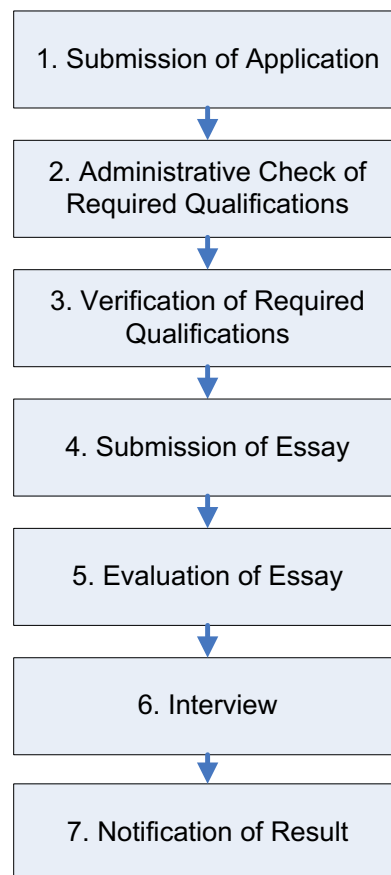 1. Submission of Application
2. Administrative Check of
Required Qualifications
3. Verification of Required
Qualifications
4. Submission of Essay
5. Evaluation of Essay
6. Interview
7. Notification of Result